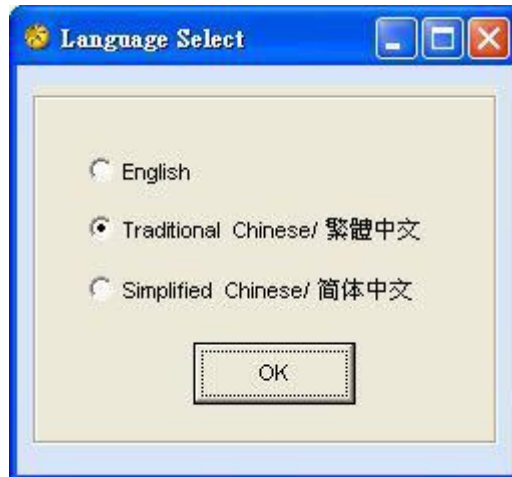 Language Select
English
Traditional Chinese/ 繁體中文
Simplified Chinese/ 简体中文
OK